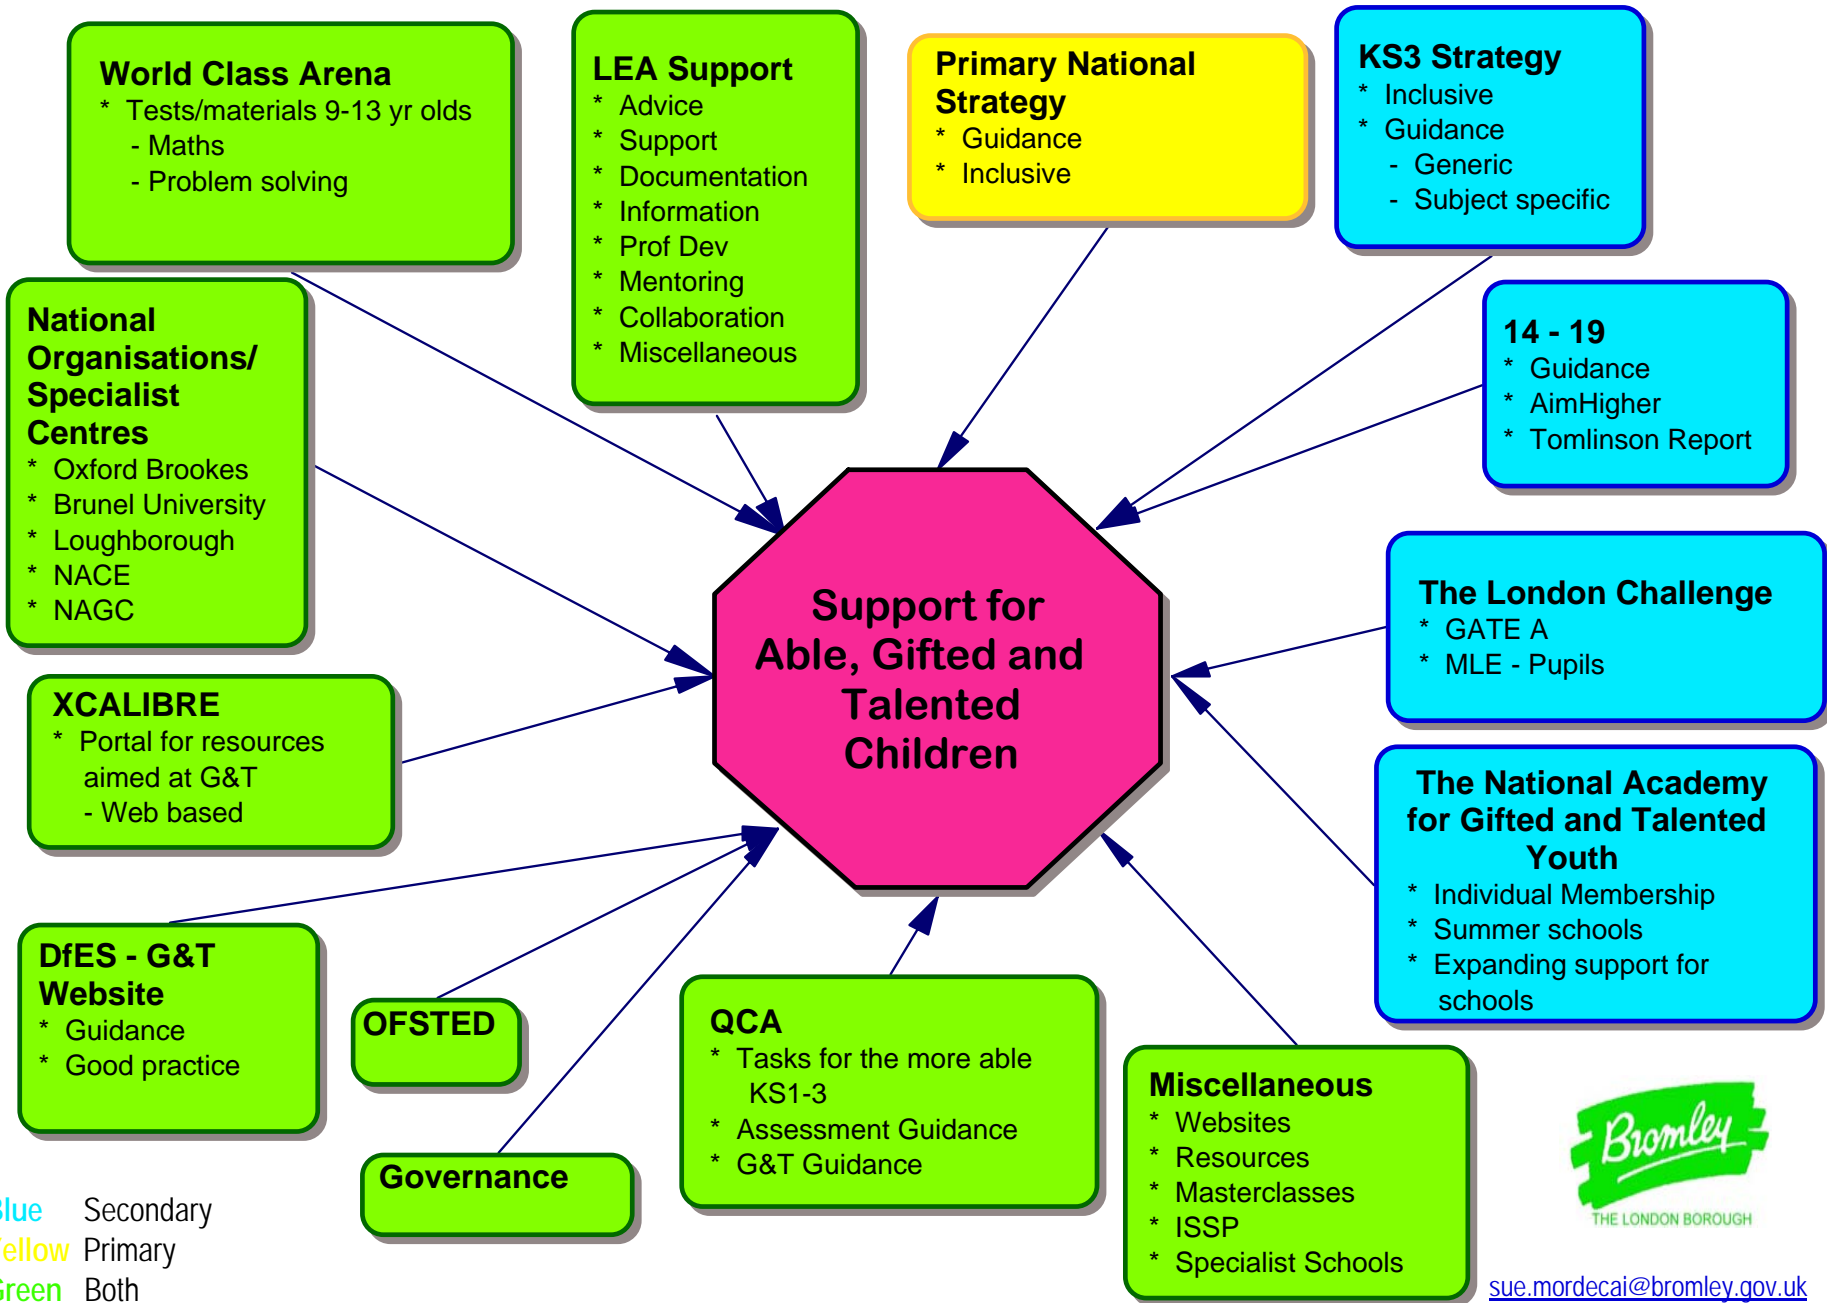 World Class Arena
* Tests/materials 9-13 yr olds
- Maths
- Problem solving
LEA Support
* Advice
* Support
* Documentation
* Information
* Prof Dev
* Mentoring
* Collaboration
* Miscellaneous
Primary National
Strategy
* Guidance
* Inclusive
KS3 Strategy
* Inclusive
* Guidance
- Generic
- Subject specific
National
Organisations/
Specialist
Centres
* Oxford Brookes
* Brunel University
* Loughborough
* NACE
* NAGC
14 - 19
* Guidance
* AimHigher
* Tomlinson Report
Support for
Able, Gifted and
Talented
Children
The London Challenge
* GATE A
* MLE - Pupils
XCALIBRE
* Portal for resources
aimed at G&T
- Web based
The National Academy
for Gifted and Talented
Youth
* Individual Membership
* Summer schools
* Expanding support for
schools
DfES - G&T
Website
* Guidance
* Good practice
OFSTED
Governance
QCA
* Tasks for the more able
KS1-3
* Assessment Guidance
* G&T Guidance
Miscellaneous
* Websites
* Resources
* Masterclasses
* ISSP
* Specialist Schools
Bromley
THE LONDON BOROUGH
Blue Secondary
Yellow Primary
Green Both
sue.mordecai@bromley.gov.uk